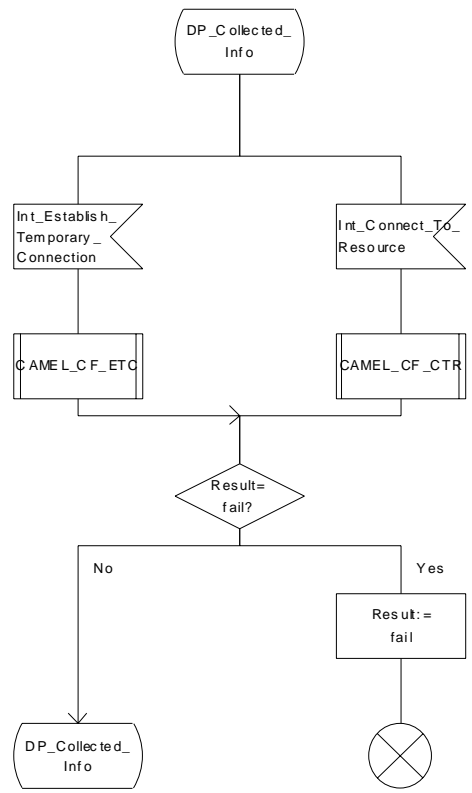 DP_Collected_
Info
Int_Establish_
Temporary_
Connection
Int_Connect_To_
Resource
CAMEL_CF_ETC
CAMEL_CF_CTR
Result=
fail?
No
Yes
Result:=
fail
DP_Collected_
Info